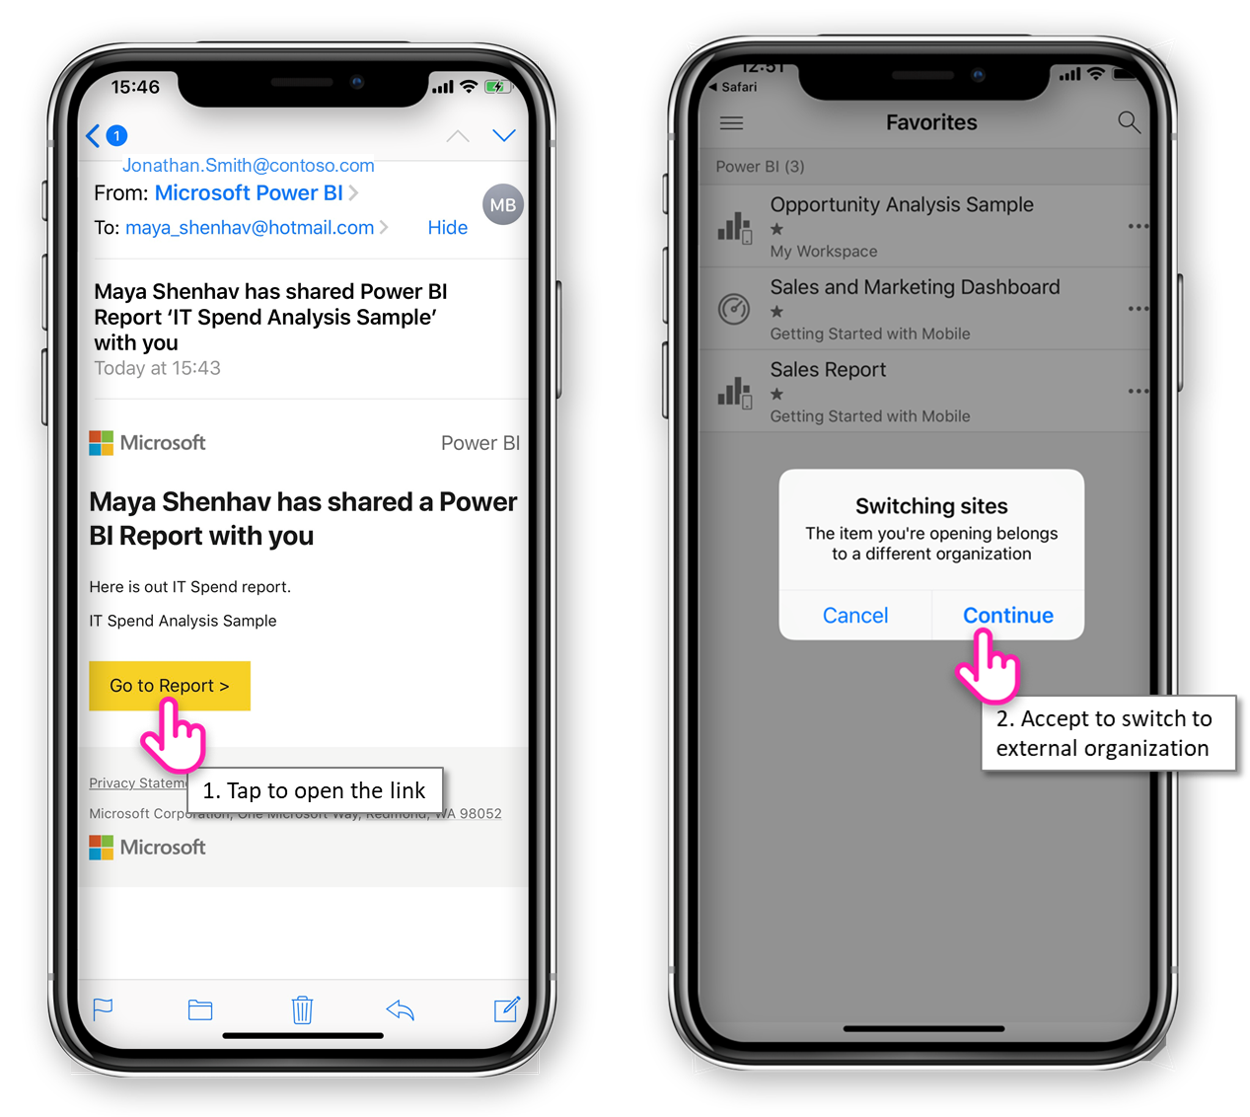 15:46
1
Jonathan.Smith@contoso.com
From: Microsoft Power BI
MB
To: maya_shenhav@hotmail.com
Hide
Maya Shenhav has shared Power BI
Report ‘IT Spend Analysis Sample’
with you
Today at 15:43
Microsoft
Power BI
Maya Shenhav has shared a Power
BI Report with you
Here is out IT Spend report.
IT Spend Analysis Sample
Go to Report >
1. Tap to open the link
Privacy Stateme
Microsoft Corporation, One Microsoft Way, Redmond, WA 98052
Microsoft
12:51
Safari
Favorites
Power BI (3)
Opportunity Analysis Sample
My Workspace
Sales and Marketing Dashboard
Getting Started with Mobile
Sales Report
Getting Started with Mobile
Switching sites
The item you're opening belongs
to a different organization
Cancel
Continue
2. Accept to switch to
external organization